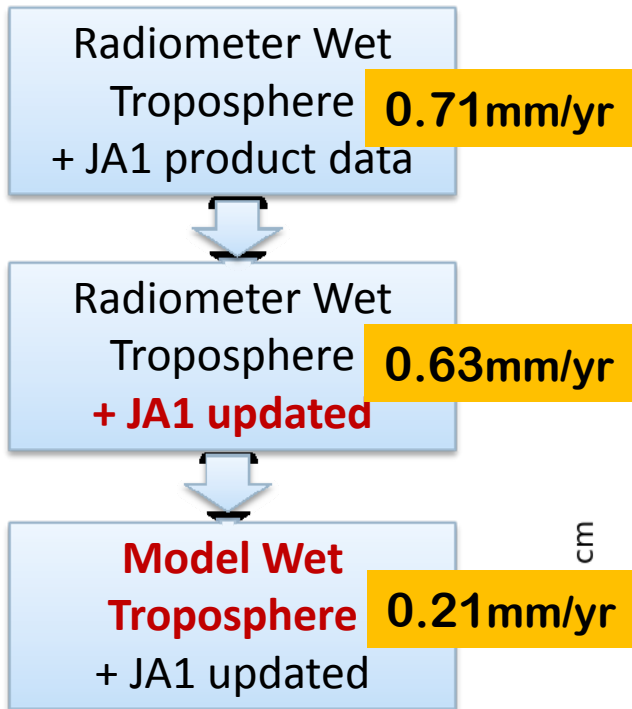 Radiometer Wet
Troposphere
+ JA1 product data
0.71mm/yr
Radiometer Wet
Troposphere
+ JA1 updated
0.63mm/yr
cm
Model Wet
Troposphere
+ JA1 updated
0.21mm/yr